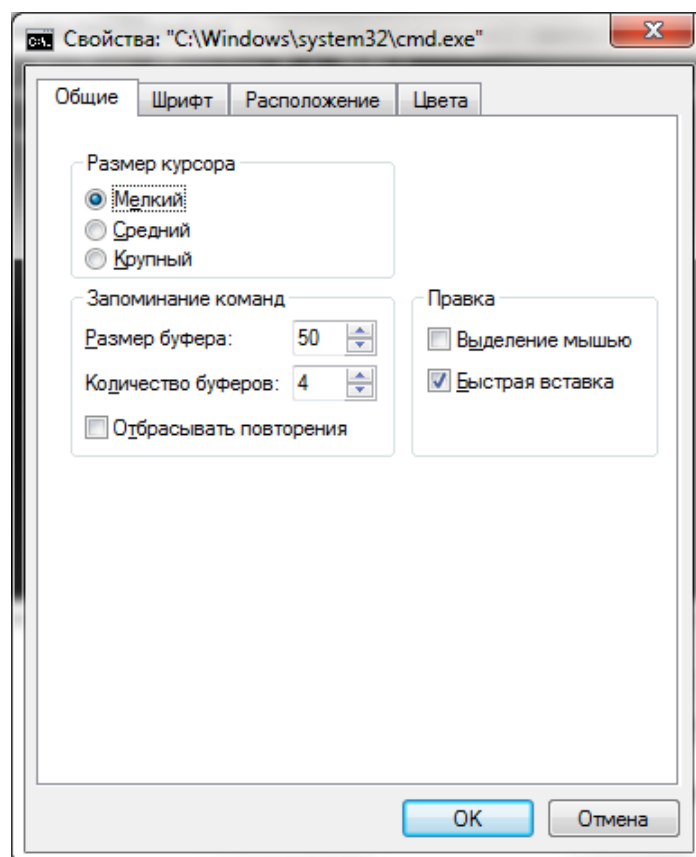 Свойства: "C:\Windows\system32\cmd.exe"
Общие Шрифт Расположение Цвета
Размер курсора
Мелкий
Средний
Крупный
Запоминание команд
Размер буфера: 50
Количество буферов: 4
Отбрасывать повторения
Правка
Выделение мышью
Быстрая вставка
OK Отмена